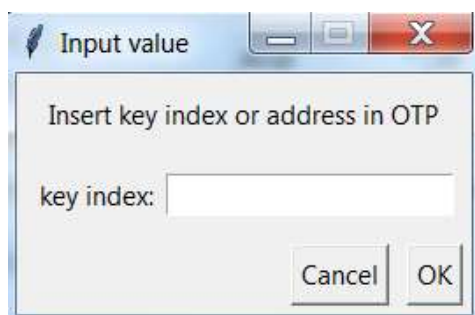 Input value
Insert key index or address in OTP
key index:
Cancel OK